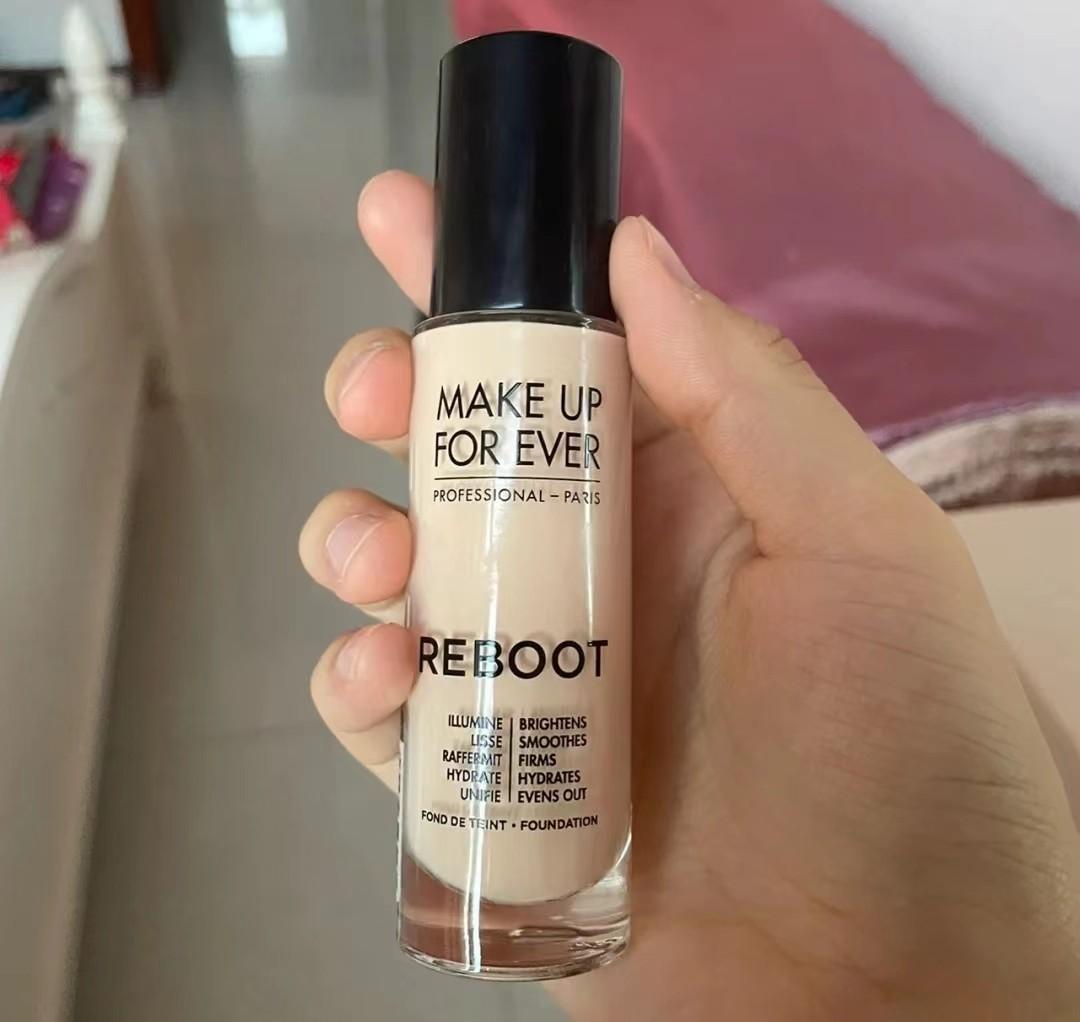 MAKE UP
FOR EVER
PROFESSIONAL – PARIS
REBOOT
ILLUMINE | BRIGHTENS
LISSE | SMOOTHES
RAFFERMIT | FIRMS
HYDRATE | HYDRATES
UNIFIE | EVENS OUT
FOND DE TEINT • FOUNDATION